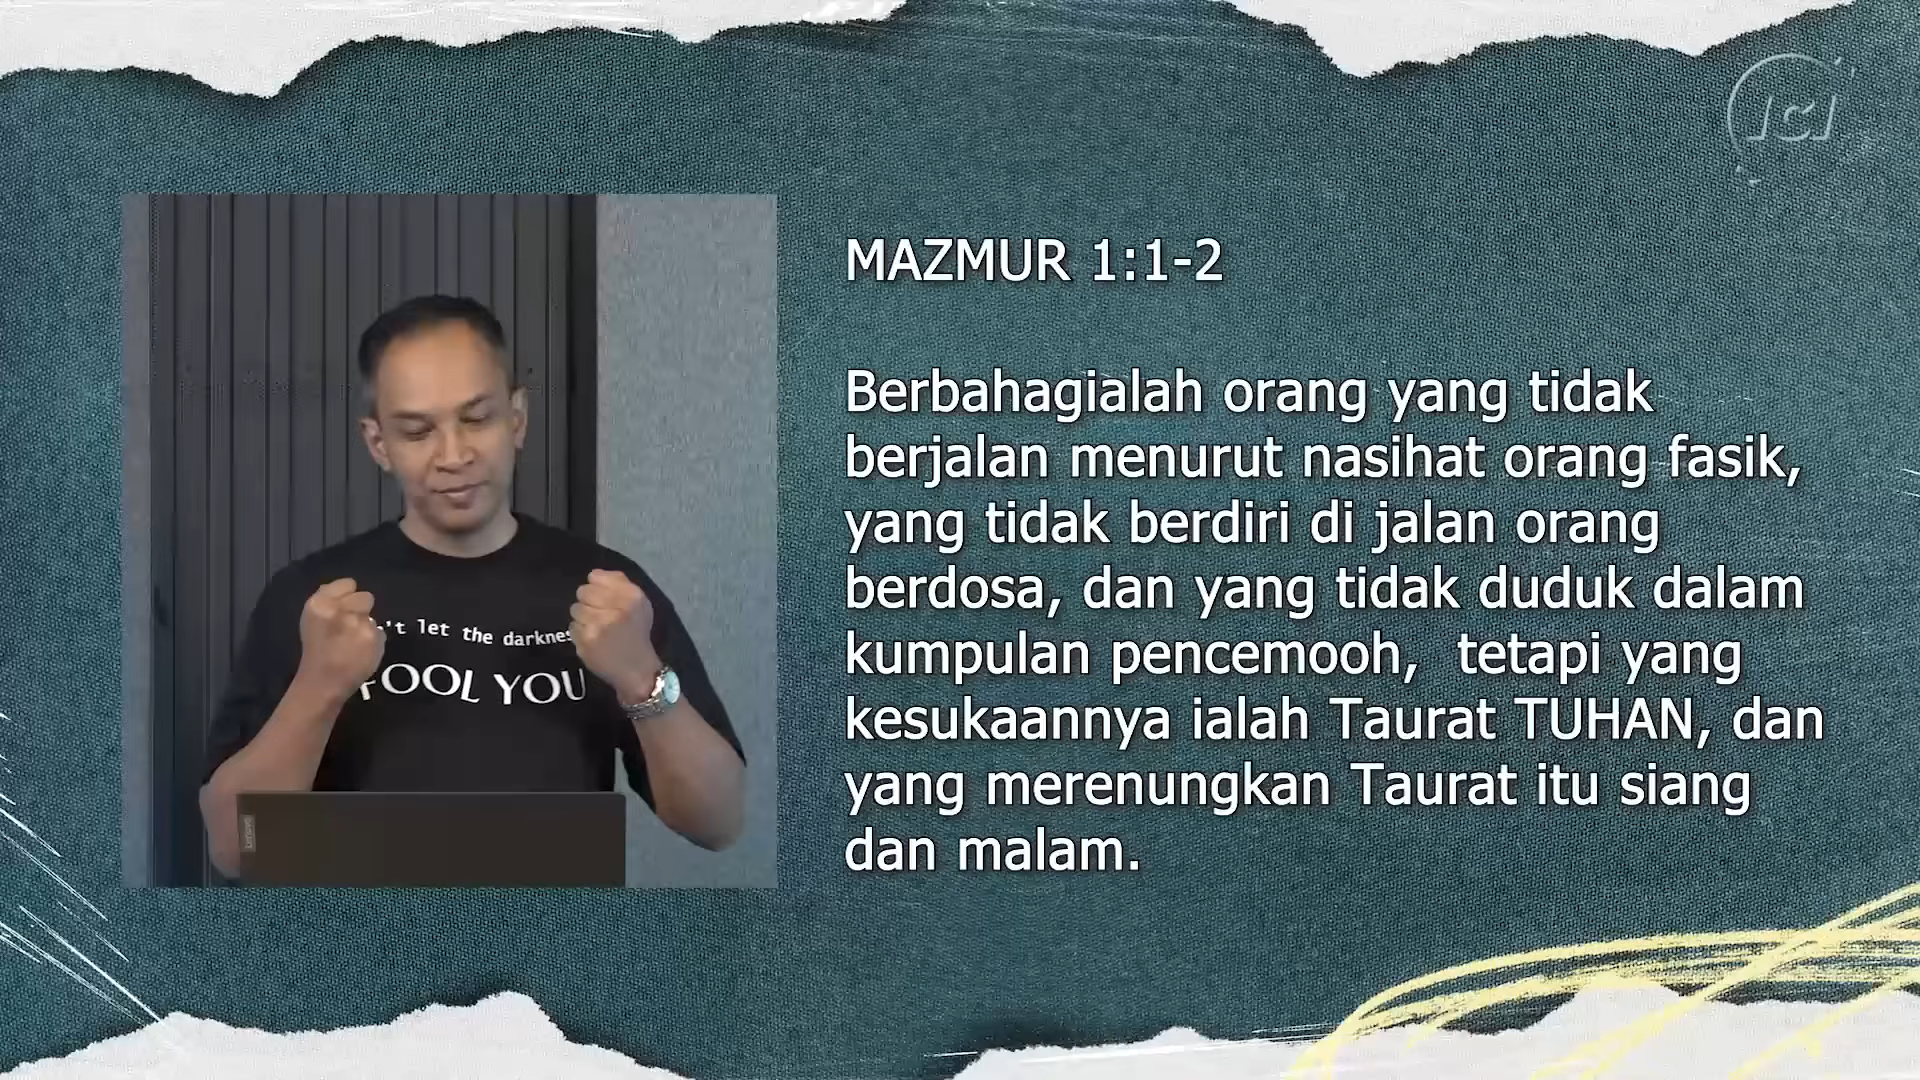 ICI
MAZMUR 1:1-2
Berbahagialah orang yang tidak
berjalan menurut nasihat orang fasik,
yang tidak berdiri di jalan orang
berdosa, dan yang tidak duduk dalam
kumpulan pencemooh,  tetapi yang
kesukaannya ialah Taurat TUHAN, dan
yang merenungkan Taurat itu siang
dan malam.
't let the darknes
FOOL YOU
Lenovo